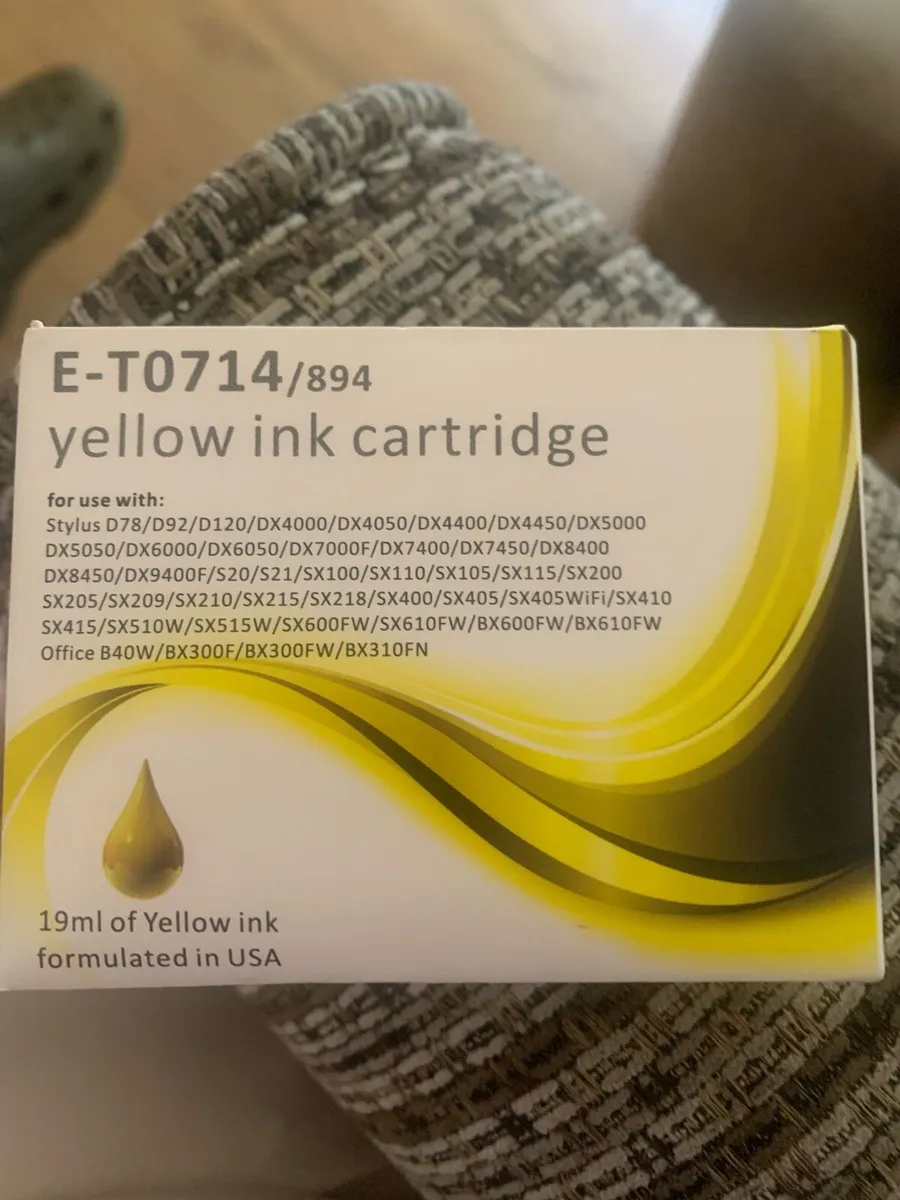 E-T0714/894
yellow ink cartridge
for use with:
Stylus D78/D92/D120/DX4000/DX4050/DX4400/DX4450/DX5000
DX5050/DX6000/DX6050/DX7000F/DX7400/DX7450/DX8400
DX8450/DX9400F/S20/S21/SX100/SX110/SX105/SX115/SX200
SX205/SX209/SX210/SX215/SX218/SX400/SX405/SX405WiFi/SX410
SX415/SX510W/SX515W/SX600FW/SX610FW/BX600FW/BX610FW
Office B40W/BX300F/BX300FW/BX310FN
19ml of Yellow ink
formulated in USA